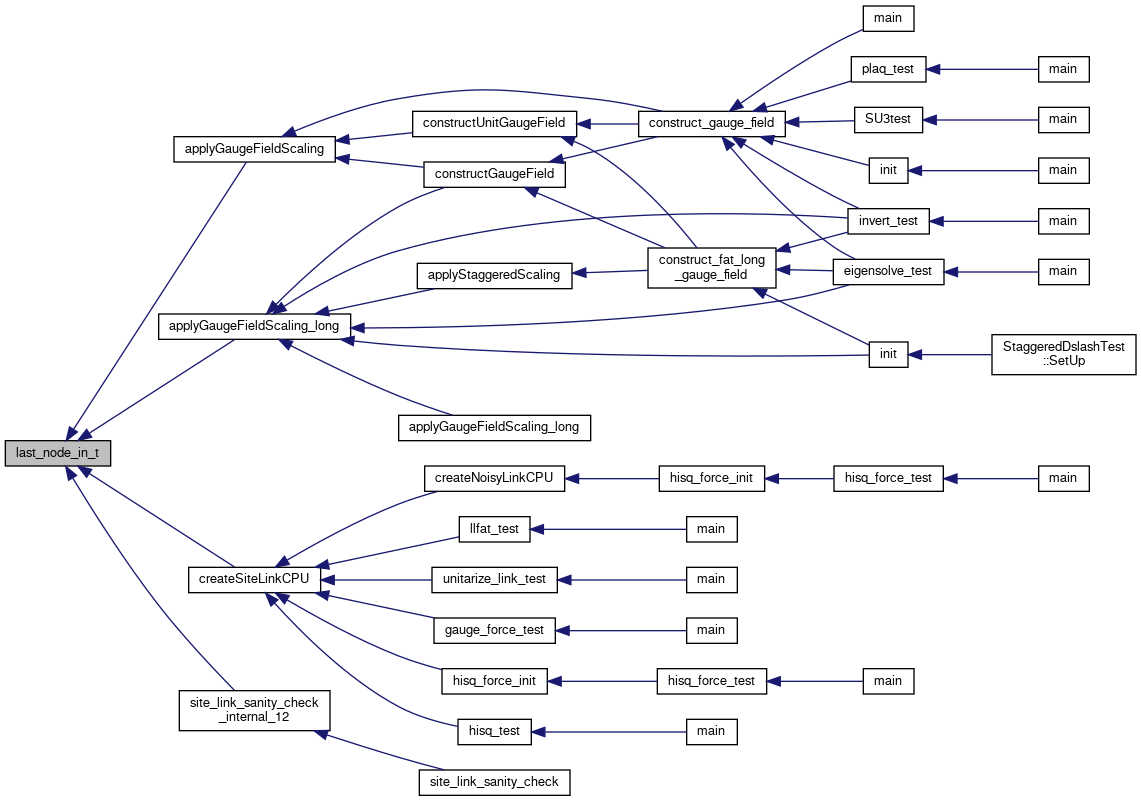 main
plaq_test
main
constructUnitGaugeField
construct_gauge_field
SU3test
main
applyGaugeFieldScaling
constructGaugeField
init
main
invert_test
main
construct_fat_long
_gauge_field
applyStaggeredScaling
eigensolve_test
main
applyGaugeFieldScaling_long
init
StaggeredDslashTest
::SetUp
applyGaugeFieldScaling_long
last_node_in_t
createNoisyLinkCPU
hisq_force_init
hisq_force_test
main
llfat_test
main
createSiteLinkCPU
unitarize_link_test
main
gauge_force_test
main
hisq_force_init
hisq_force_test
main
site_link_sanity_check
_internal_12
hisq_test
main
site_link_sanity_check